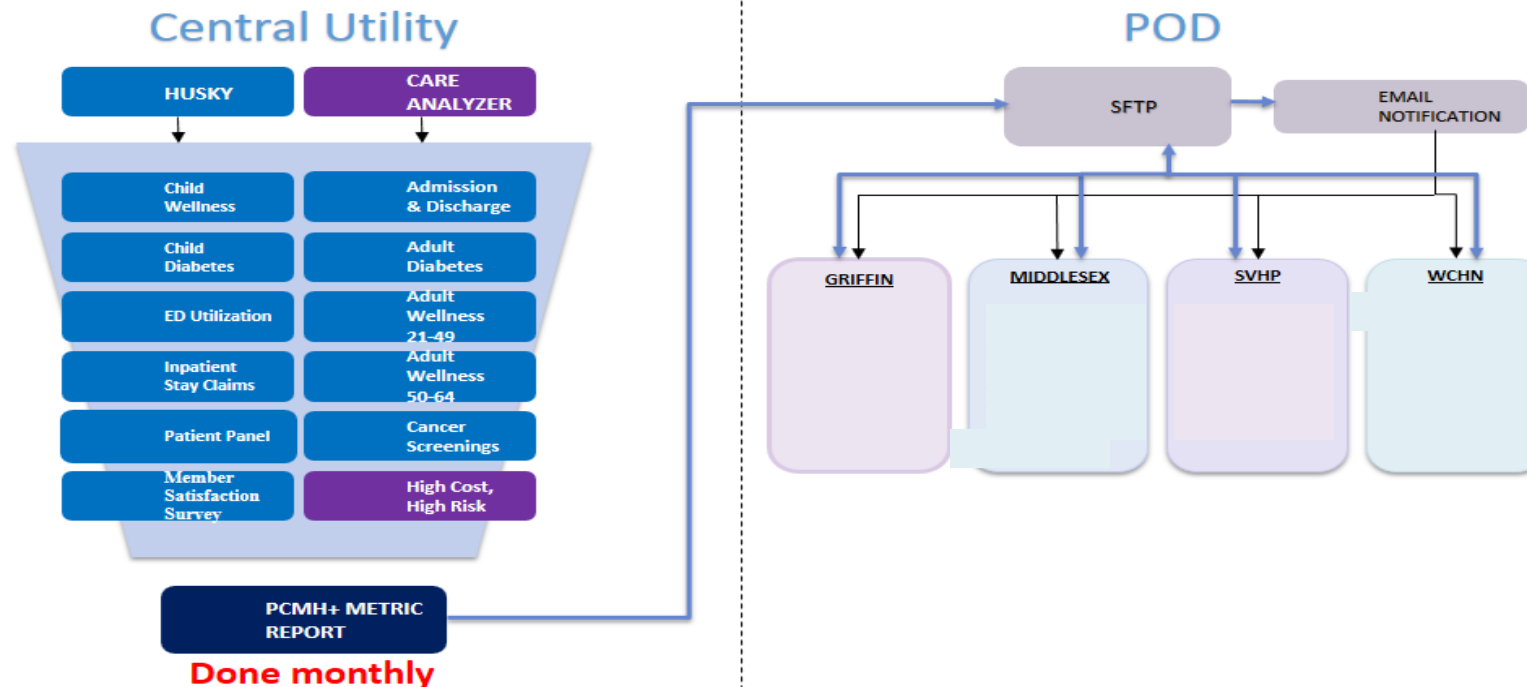 Central Utility
HUSKY
CARE
ANALYZER
Child
Wellness
Admission
& Discharge
Child
Diabetes
Adult
Diabetes
ED Utilization
Adult
Wellness
21-49
Inpatient
Stay Claims
Adult
Wellness
50-64
Patient Panel
Cancer
Screenings
Member
Satisfaction
Survey
High Cost,
High Risk
PCMH+ METRIC
REPORT
Done monthly
POD
SFTP
EMAIL
NOTIFICATION
GRIFFIN
MIDDLESEX
SVHP
WCHN